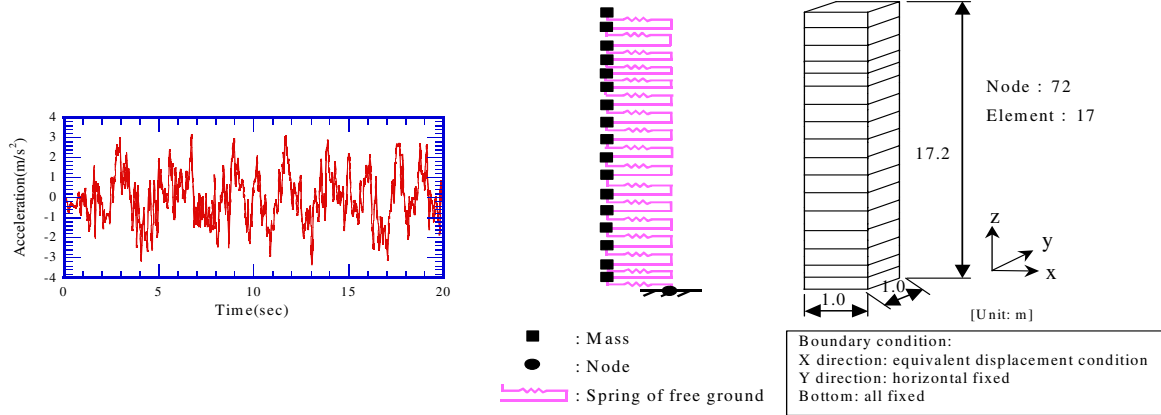 4
3
2
1
0
-1
-2
-3
-4
Acceleration(m/s²)
0
5
10
15
20
Time(sec)
: Mass
: Node
: Spring of free ground
Node : 72
Element : 17
17.2
1.0
1.0
z
y
x
[Unit: m]
Boundary condition:
X direction: equivalent displacement condition
Y direction: horizontal fixed
Bottom: all fixed